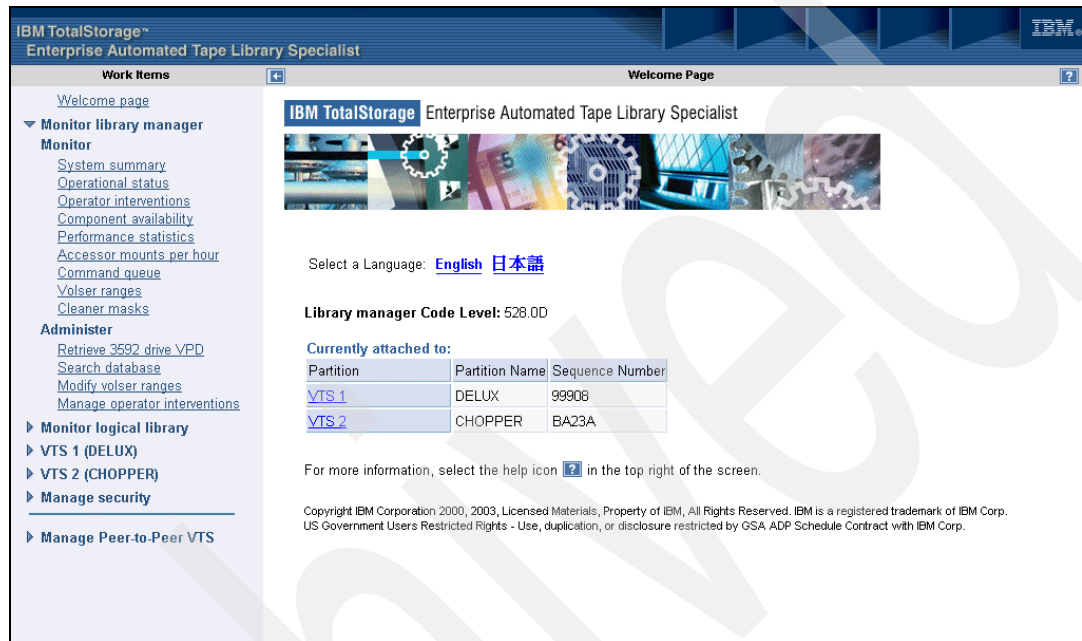 IBM TotalStorage™
Enterprise Automated Tape Library Specialist
IBM®
Work Items
Welcome Page
?
Welcome page
Monitor library manager
Monitor
System summary
Operational status
Operator interventions
Component availability
Performance statistics
Accessor mounts per hour
Command queue
Volser ranges
Cleaner masks
Administer
Retrieve 3592 drive VPD
Search database
Modify volser ranges
Manage operator interventions
Monitor logical library
VTS 1 (DELUX)
VTS 2 (CHOPPER)
Manage security
Manage Peer-to-Peer VTS
IBM TotalStorage Enterprise Automated Tape Library Specialist
5 6
Select a Language: English 日本語
Library manager Code Level: 528.0D
Currently attached to:
Partition Partition Name Sequence Number
VTS 1 DELUX 99908
VTS 2 CHOPPER BA23A
For more information, select the help icon ? in the top right of the screen.
Copyright IBM Corporation 2000, 2003, Licensed Materials, Property of IBM, All Rights Reserved. IBM is a registered trademark of IBM Corp.
US Government Users Restricted Rights - Use, duplication, or disclosure restricted by GSA ADP Schedule Contract with IBM Corp.